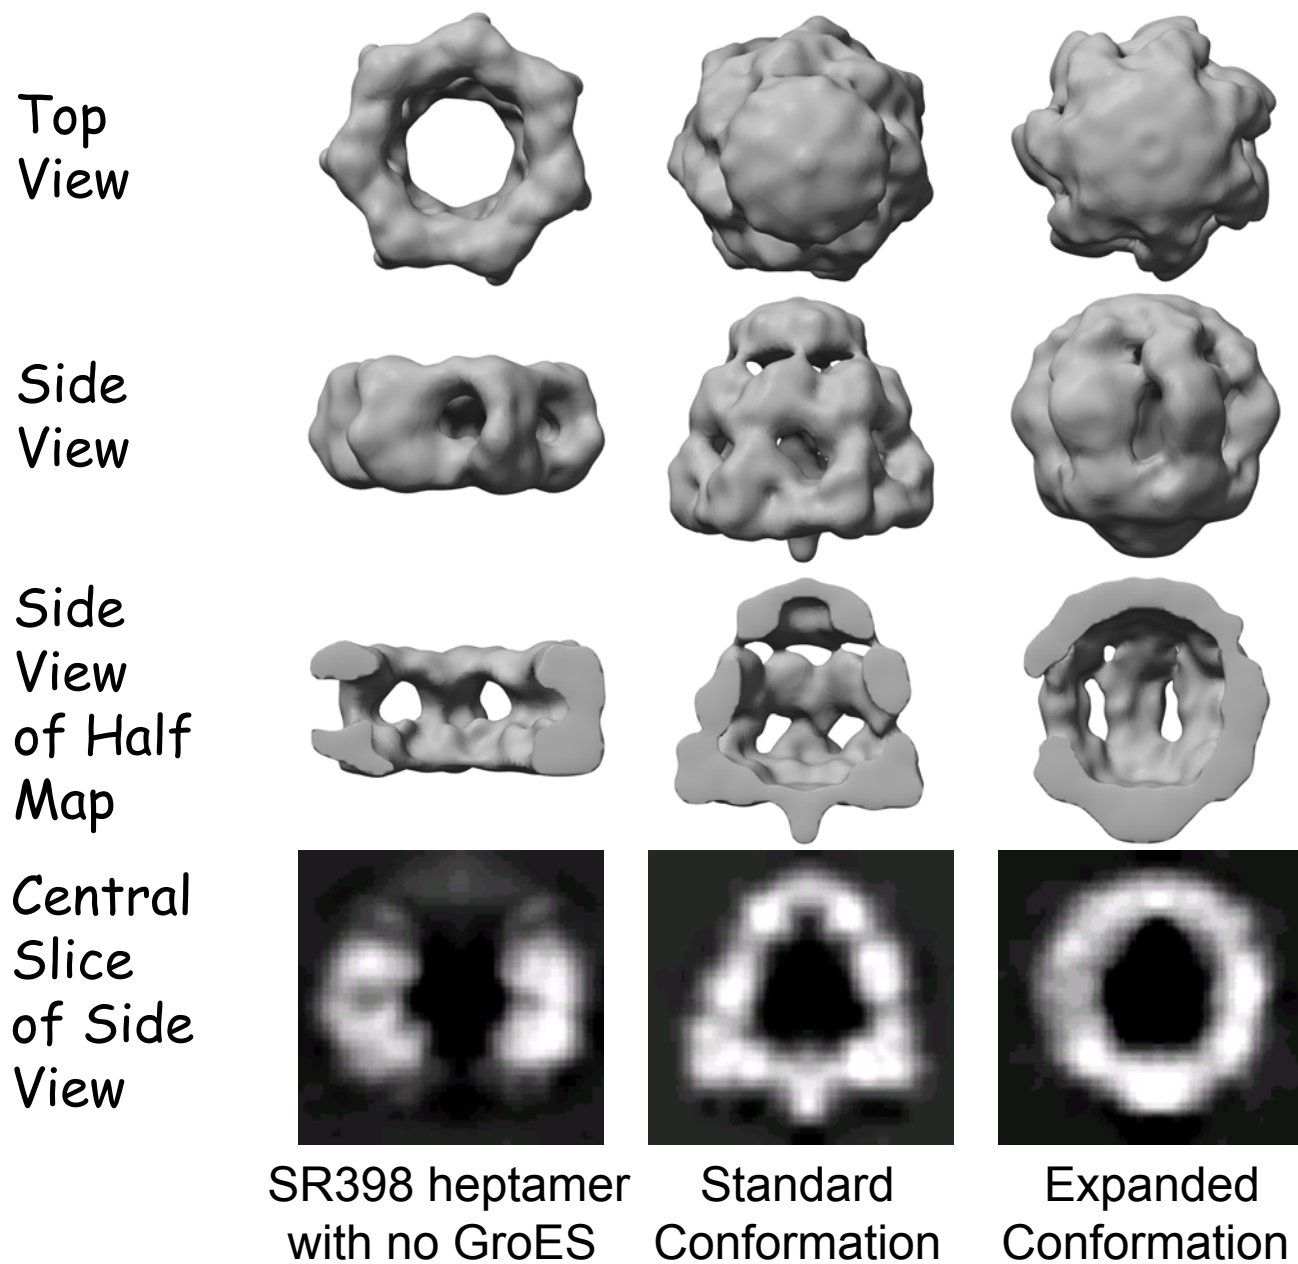 Top
View
Side
View
Side
View
of Half
Map
Central
Slice
of Side
View
SR398 heptamer
with no GroES
Standard
Conformation
Expanded
Conformation